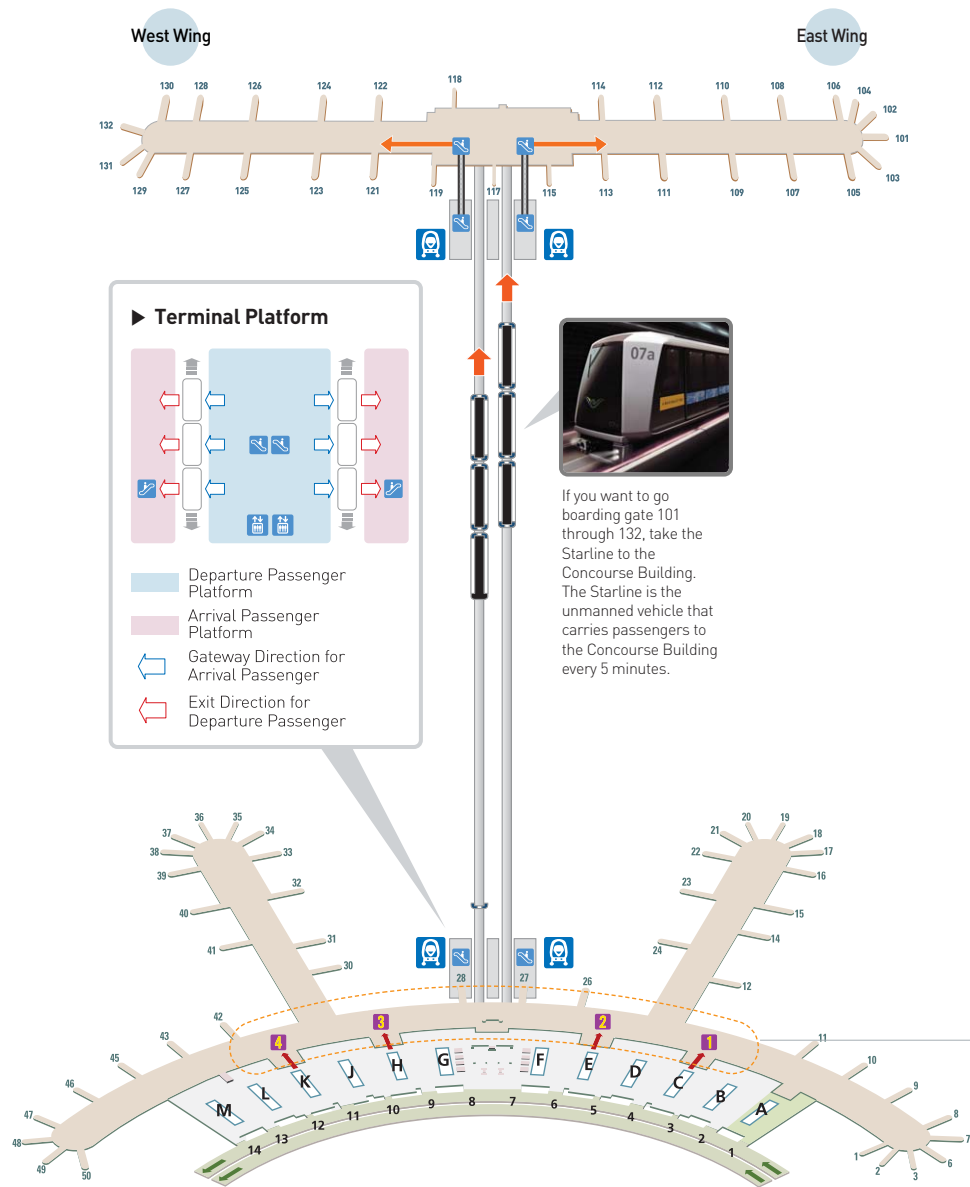 West Wing
East Wing
130
128
126
124
122
118
114
112
110
108
106
104
102
132
101
131
103
129
127
125
123
121
119
117
115
113
111
109
107
105
▶ Terminal Platform
07a
If you want to go
boarding gate 101
through 132, take the
Starline to the
Concourse Building.
The Starline is the
unmanned vehicle that
carries passengers to
the Concourse Building
every 5 minutes.
Departure Passenger
Platform
Arrival Passenger
Platform
Gateway Direction for
Arrival Passenger
Exit Direction for
Departure Passenger
36
35
34
37
33
38
39
32
40
31
41
30
20
19
21
18
22
17
16
23
15
14
24
12
28
27
26
42
43
45
46
47
48
49
50
11
10
9
8
7
6
3
2
1
4
3
2
1
M
L
K
J
H
G
F
E
D
C
B
A
14
13
12
11
10
9
8
7
6
5
4
3
2
1